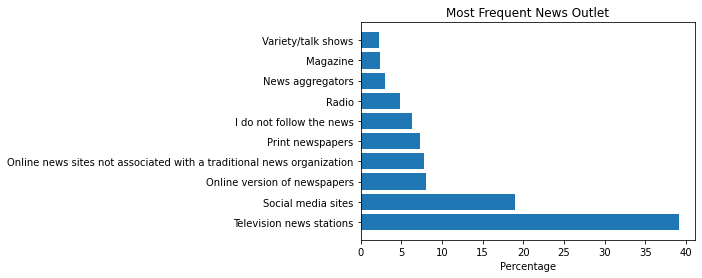 Most Frequent News Outlet
Variety/talk shows
Magazine
News aggregators
Radio
I do not follow the news
Print newspapers
Online news sites not associated with a traditional news organization
Online version of newspapers
Social media sites
Television news stations
0 5 10 15 20 25 30 35 40
Percentage